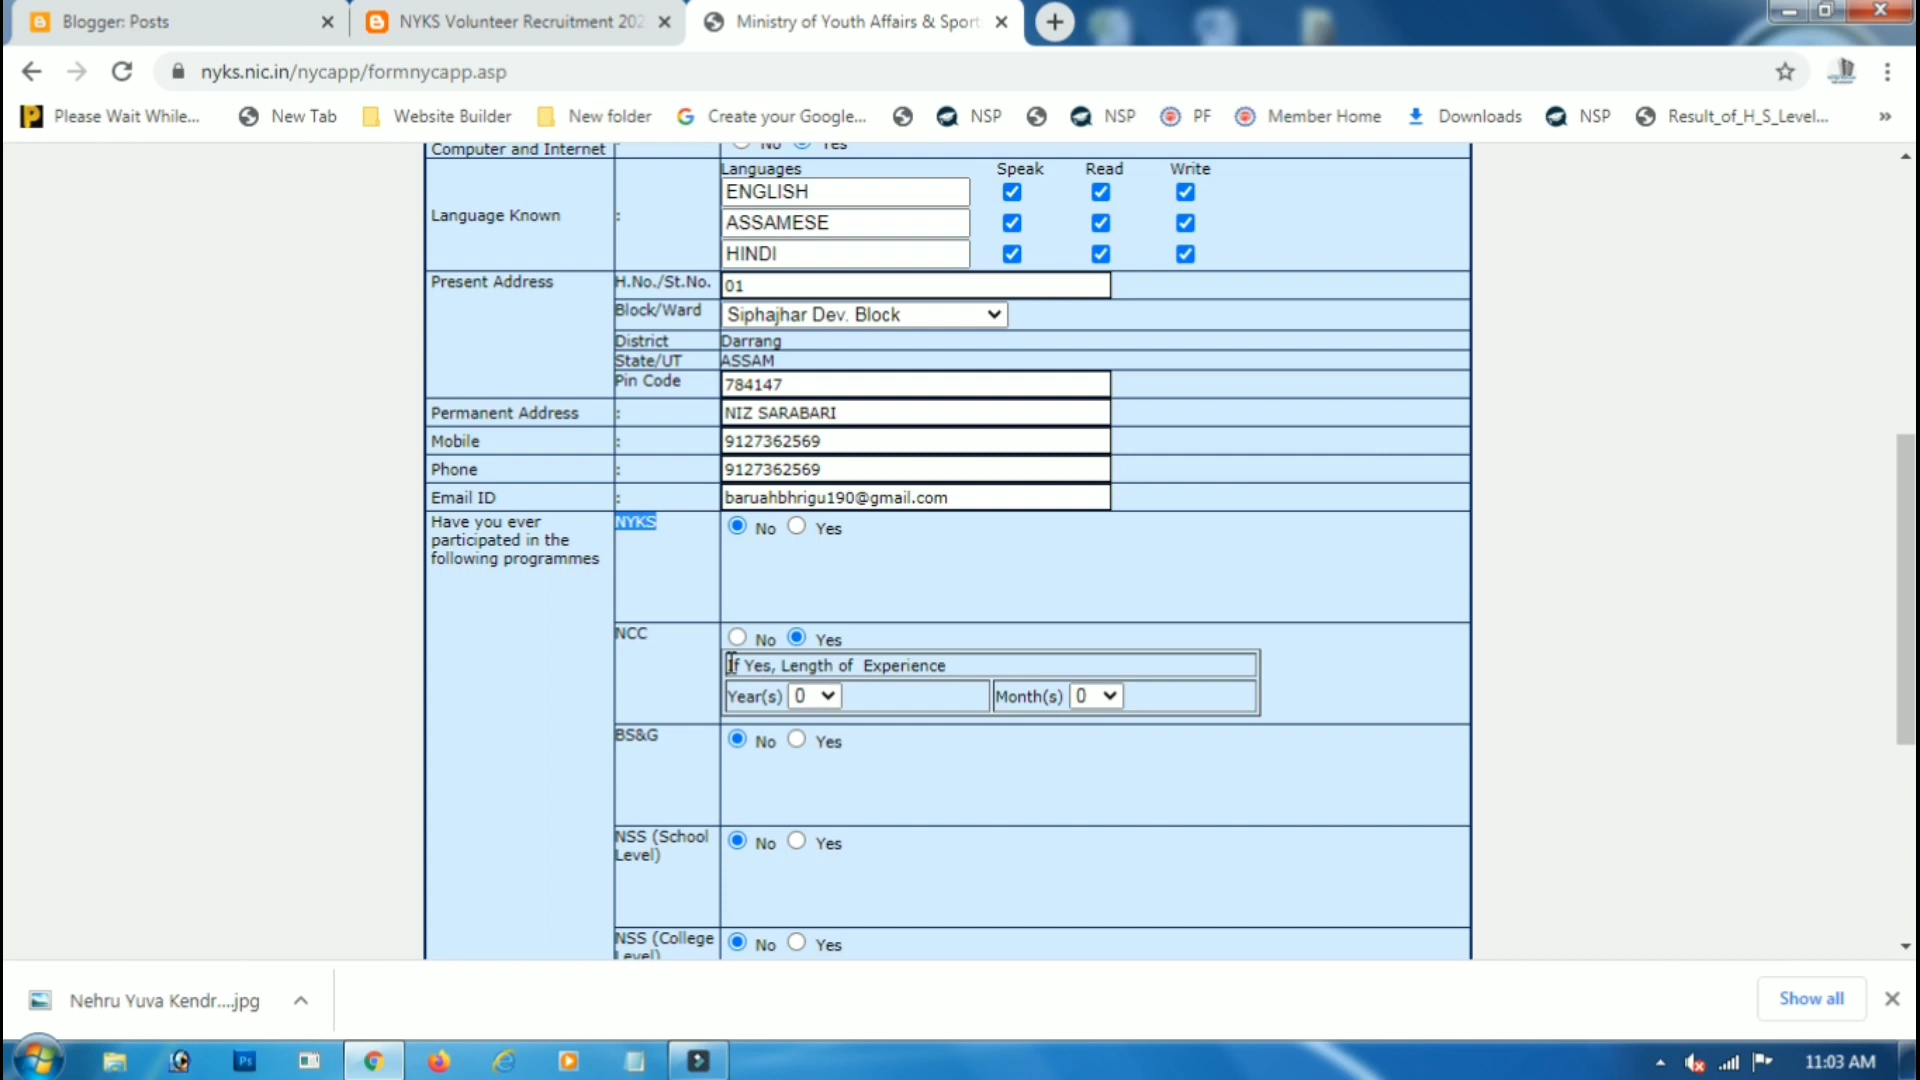 Blogger: Posts
NYKS Volunteer Recruitment 202
Ministry of Youth Affairs & Sport
nyks.nic.in/nycapp/formnycapp.asp
Please Wait While...
New Tab
Website Builder
New folder
Create your Google...
NSP
NSP
PF
Member Home
Downloads
NSP
Result_of_H_S_Level...
»
Computer and Internet
No Yes
Languages Speak Read Write
Language Known :
ENGLISH
ASSAMESE
HINDI
Present Address H.No./St.No. 01
Block/Ward Siphajhar Dev. Block
District Darrang
State/UT ASSAM
Pin Code 784147
Permanent Address : NIZ SARABARI
Mobile : 9127362569
Phone : 9127362569
Email ID : baruahbhrigu190@gmail.com
Have you ever
participated in the
following programmes
NYKS No Yes
NCC No Yes
If Yes, Length of Experience
Year(s) 0 Month(s) 0
BS&G No Yes
NSS (School
Level)
No Yes
NSS (College
Level)
No Yes
Nehru Yuva Kendr....jpg
Show all
Ps
11:03 AM